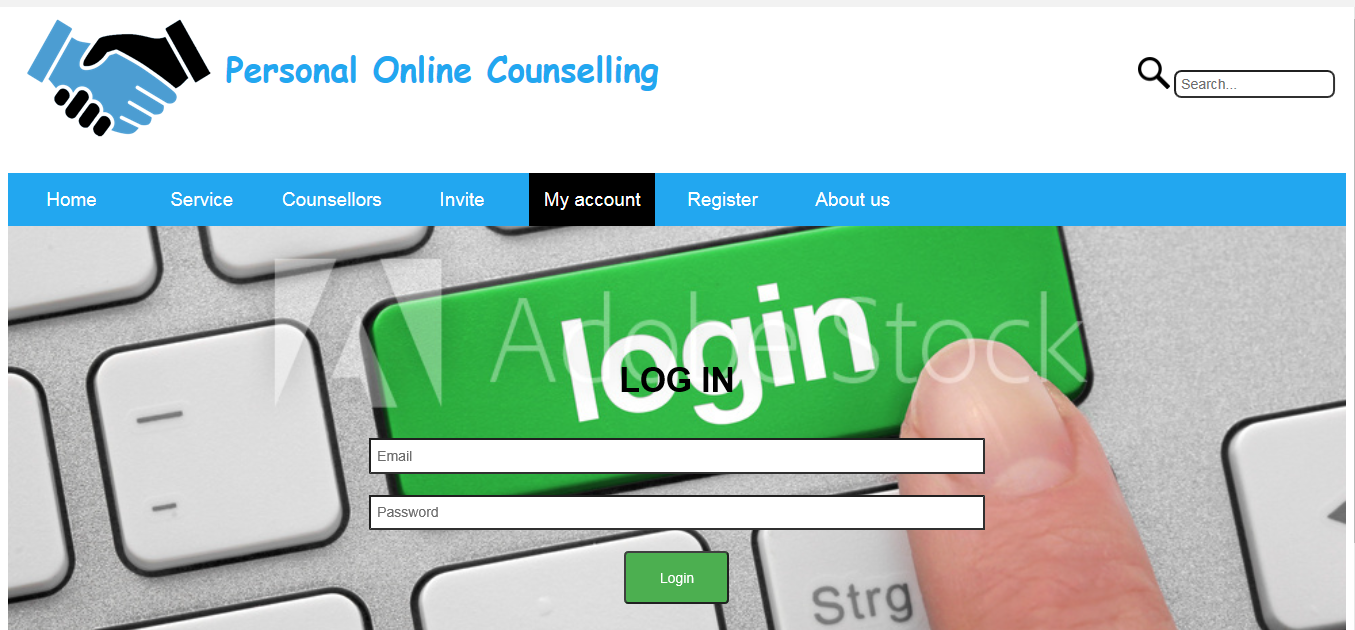 Personal Online Counselling
Search...
Home Service Counsellors Invite My account Register About us
Adobe Stock
login
LOG IN
Email
Password
Login
Strg